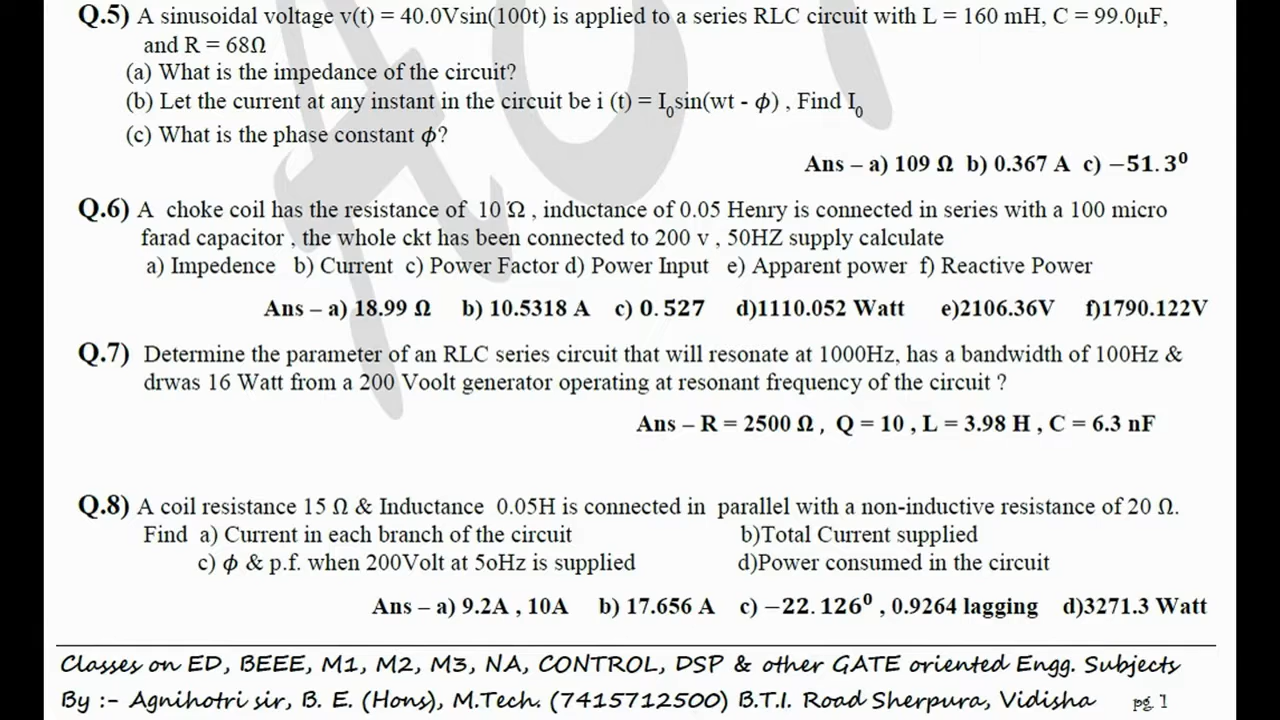 Q.5) A sinusoidal voltage v(t) = 40.0Vsin(100t) is applied to a series RLC circuit with L = 160 mH, C = 99.0μF,
and R = 68Ω
(a) What is the impedance of the circuit?
(b) Let the current at any instant in the circuit be i (t) = I₀sin(wt - ϕ) , Find I₀
(c) What is the phase constant ϕ?
Ans – a) 109 Ω b) 0.367 A c) −51.3⁰
Q.6) A choke coil has the resistance of 10 Ω , inductance of 0.05 Henry is connected in series with a 100 micro
farad capacitor , the whole ckt has been connected to 200 v , 50HZ supply calculate
a) Impedence b) Current c) Power Factor d) Power Input e) Apparent power f) Reactive Power
Ans – a) 18.99 Ω b) 10.5318 A c) 0.527 d)1110.052 Watt e)2106.36V f)1790.122V
Q.7) Determine the parameter of an RLC series circuit that will resonate at 1000Hz, has a bandwidth of 100Hz &
drwas 16 Watt from a 200 Voolt generator operating at resonant frequency of the circuit ?
Ans – R = 2500 Ω , Q = 10 , L = 3.98 H , C = 6.3 nF
Q.8) A coil resistance 15 Ω & Inductance 0.05H is connected in parallel with a non-inductive resistance of 20 Ω.
Find a) Current in each branch of the circuit b)Total Current supplied
c) ϕ & p.f. when 200Volt at 5oHz is supplied d)Power consumed in the circuit
Ans – a) 9.2A , 10A b) 17.656 A c) −22.126⁰ , 0.9264 lagging d)3271.3 Watt
Classes on ED, BEEE, M1, M2, M3, NA, CONTROL, DSP & other GATE oriented Engg. Subjects
By :- Agnihotri sir, B. E. (Hons), M.Tech. (7415712500) B.T.I. Road Sherpura, Vidisha pg 1